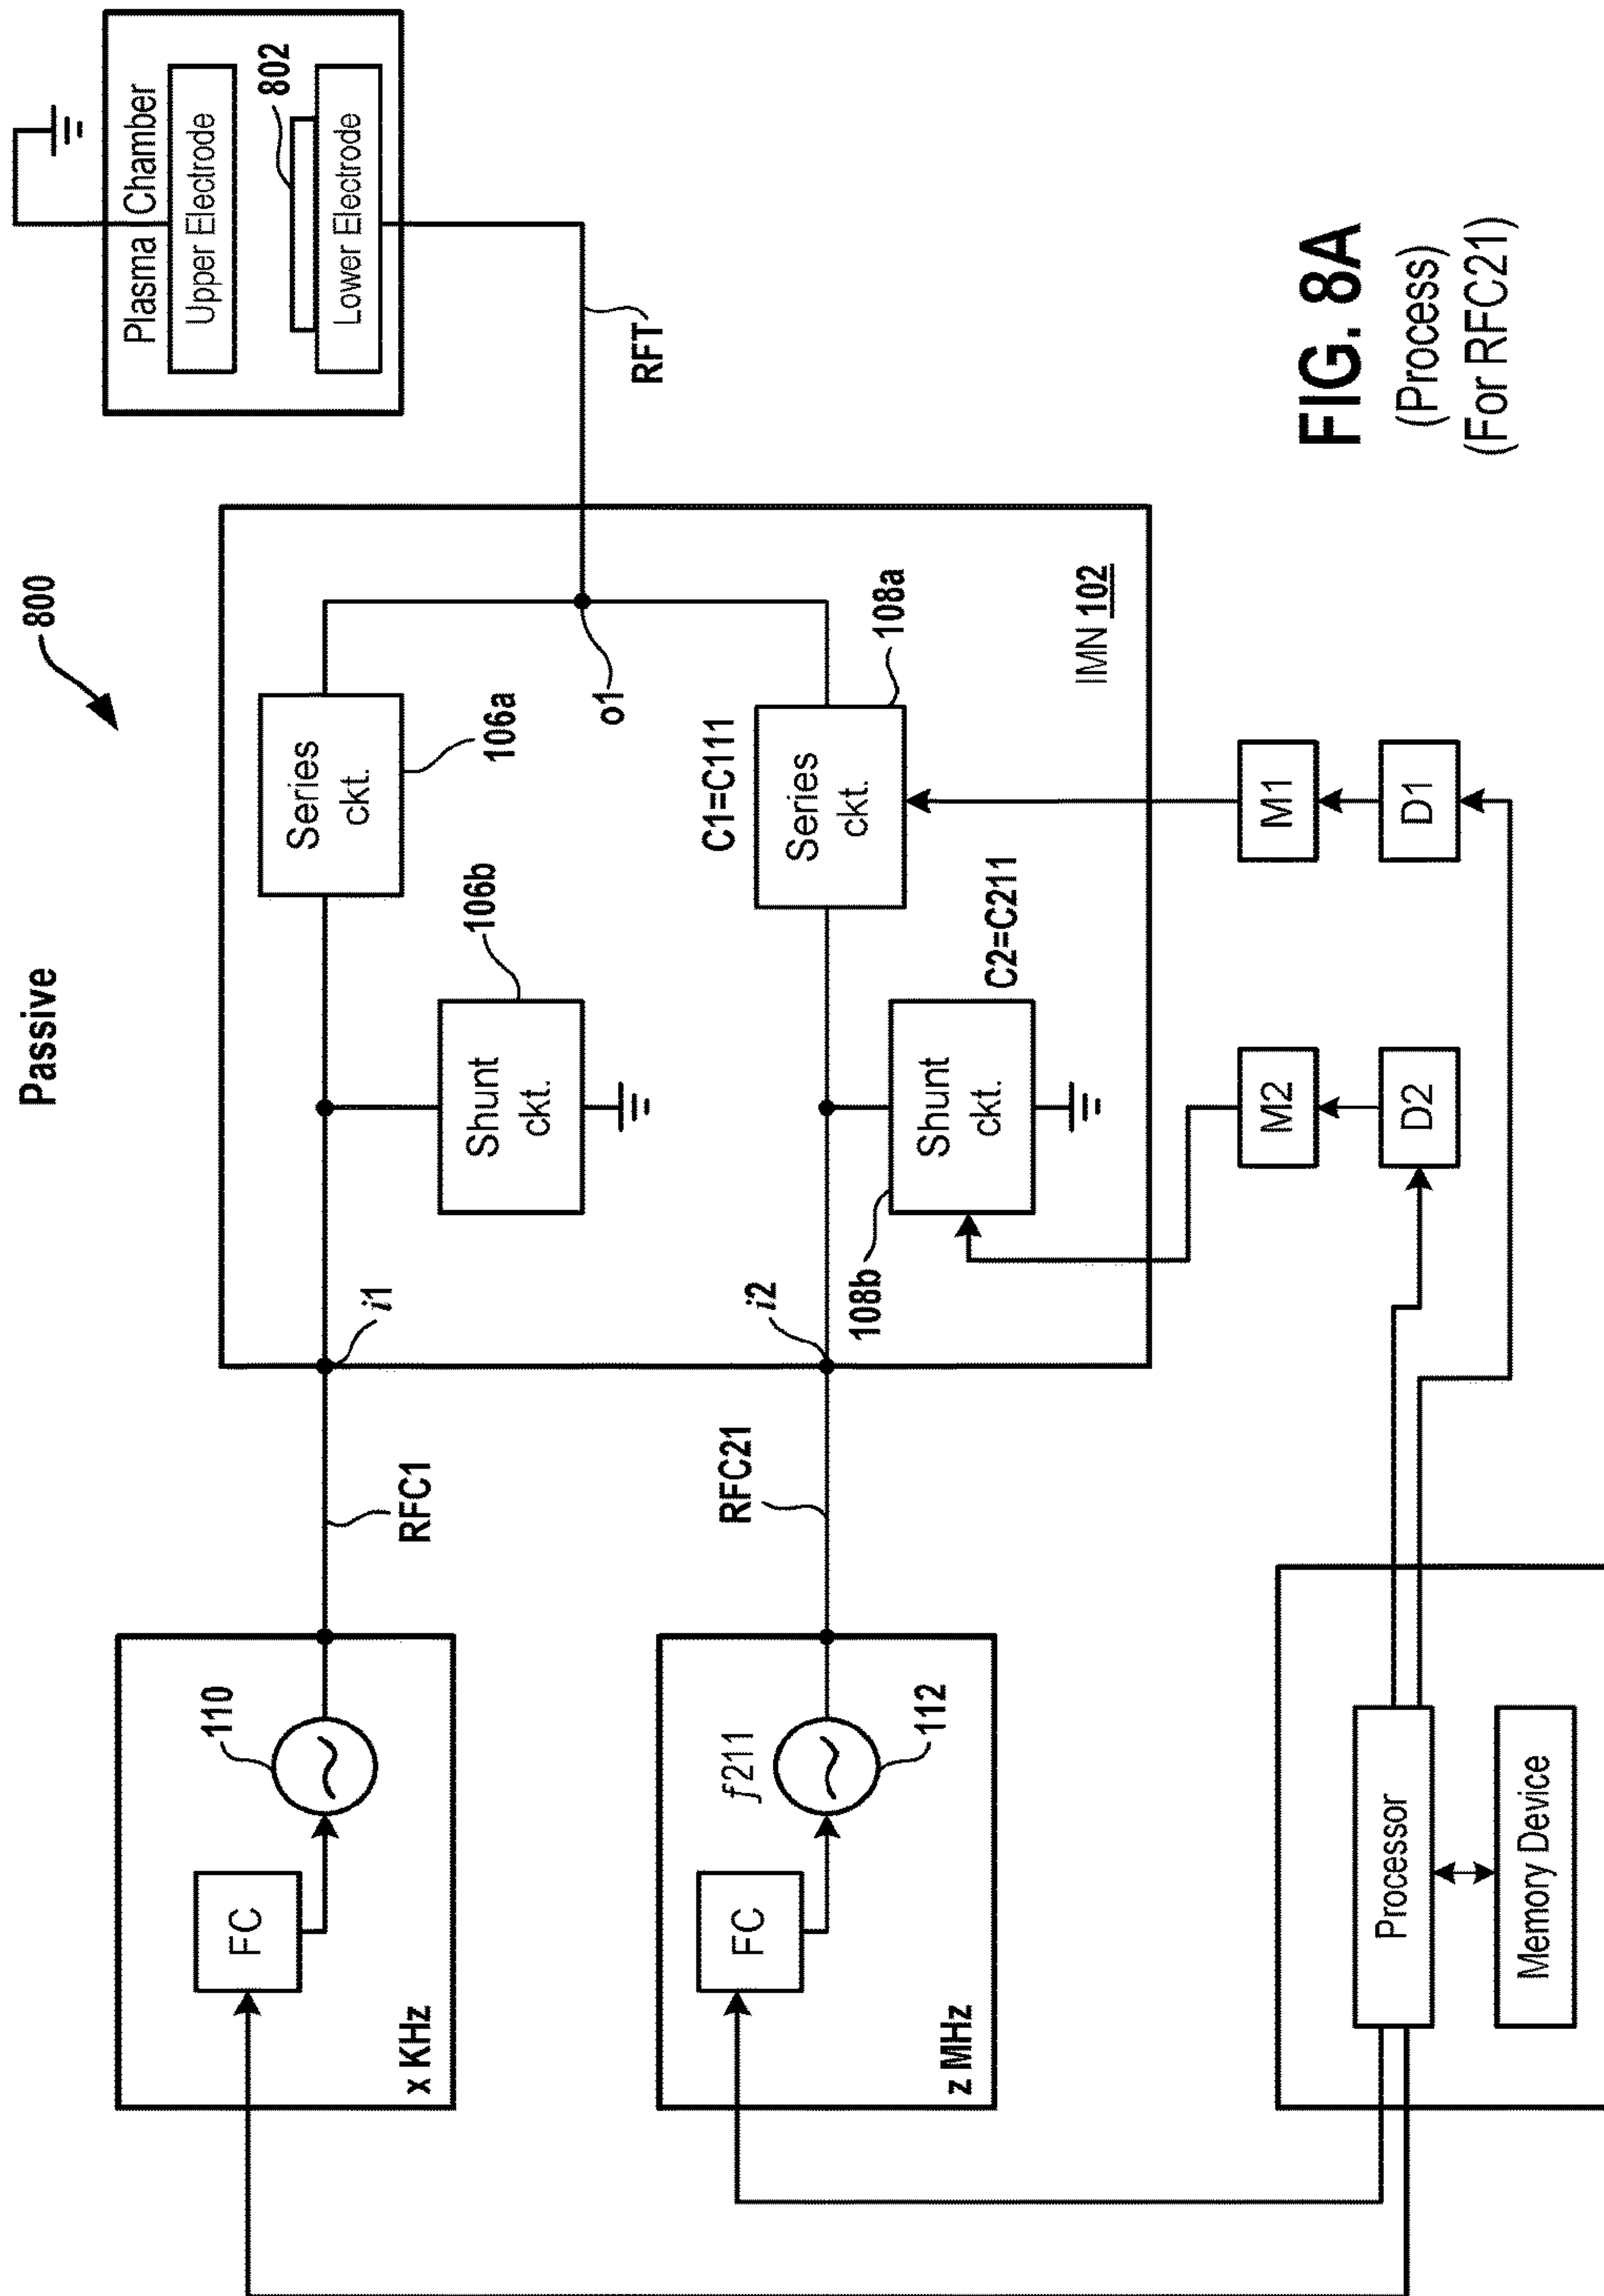 Passive
800
x KHz
FC
110
RFC1
i1
Shunt
ckt.
106b
Series
ckt.
106a
o1
Plasma Chamber
Upper Electrode
802
Lower Electrode
RFT
z MHz
FC
f211
112
RFC21
i2
108b
Shunt
ckt.
C2=C211
C1=C111
Series
ckt.
108a
IMN 102
M2
M1
D2
D1
Processor
Memory Device
FIG. 8A
(Process)
(For RFC21)